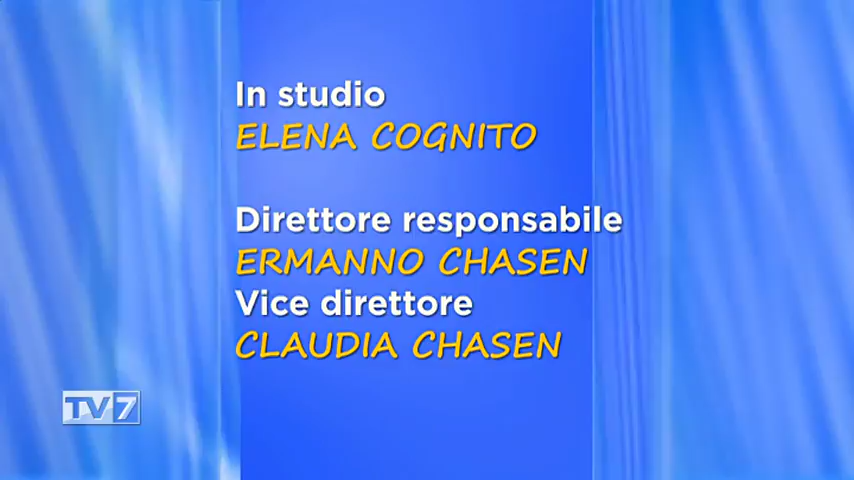 In studio
ELENA COGNITO
Direttore responsabile
ERMANNO CHASEN
Vice direttore
CLAUDIA CHASEN
TV7